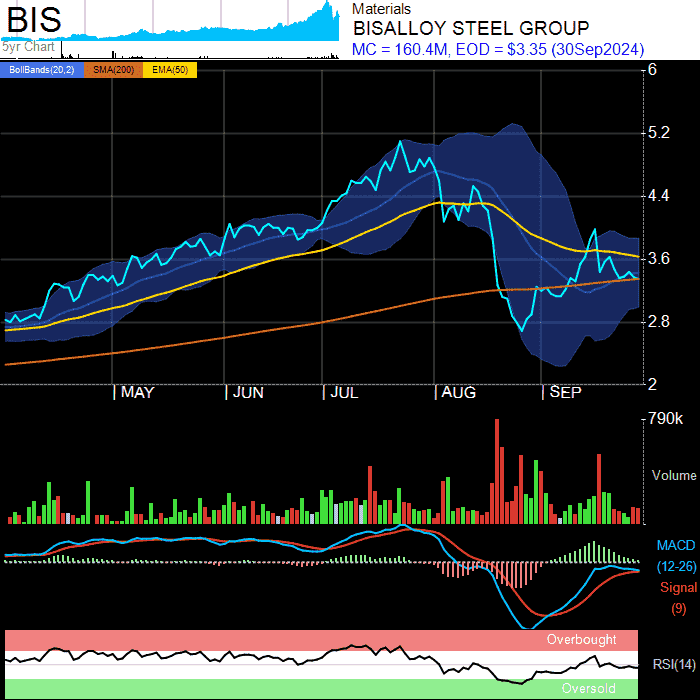 BIS
5yr Chart
Materials
BISALLOY STEEL GROUP
MC = 160.4M, EOD = $3.35 (30Sep2024)
BollBands(20,2) SMA(200) EMA(50)
6
5.2
4.4
3.6
2.8
2
MAY JUN JUL AUG SEP
790k
Volume
MACD
(12-26)
Signal
(9)
Overbought
RSI(14)
Oversold